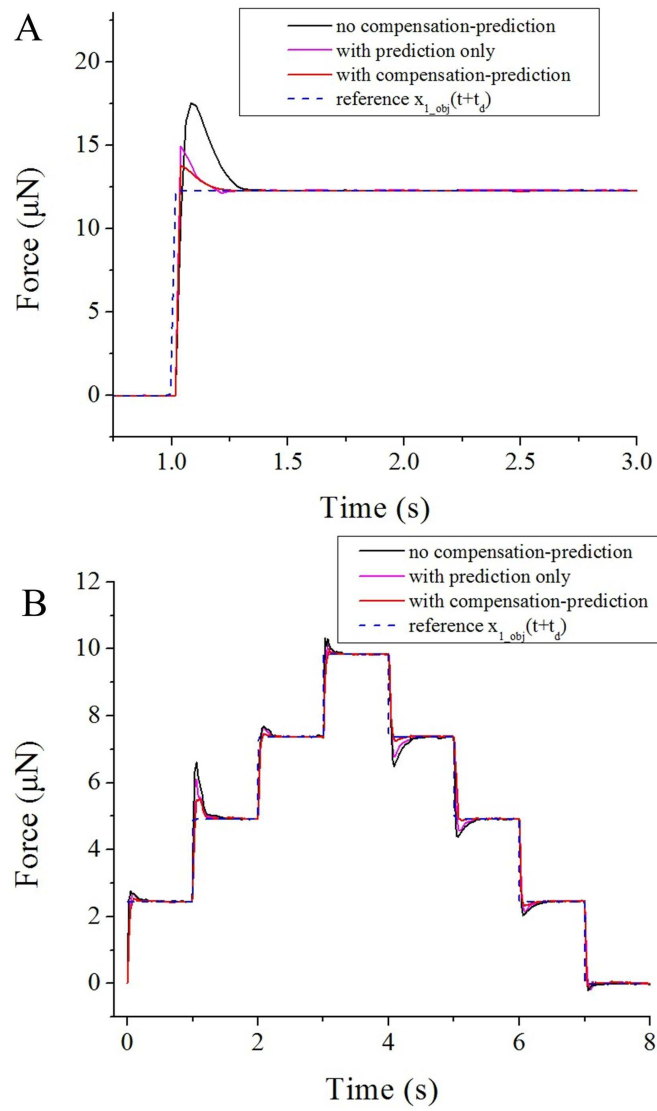 A
no compensation-prediction
with prediction only
with compensation-prediction
reference x1_obj(t+td)
20
15
10
5
0
Force (μN)
1.0 1.5 2.0 2.5 3.0
Time (s)
B
no compensation-prediction
with prediction only
with compensation-prediction
reference x1_obj(t+td)
12
10
8
6
4
2
0
Force (μN)
0 2 4 6 8
Time (s)